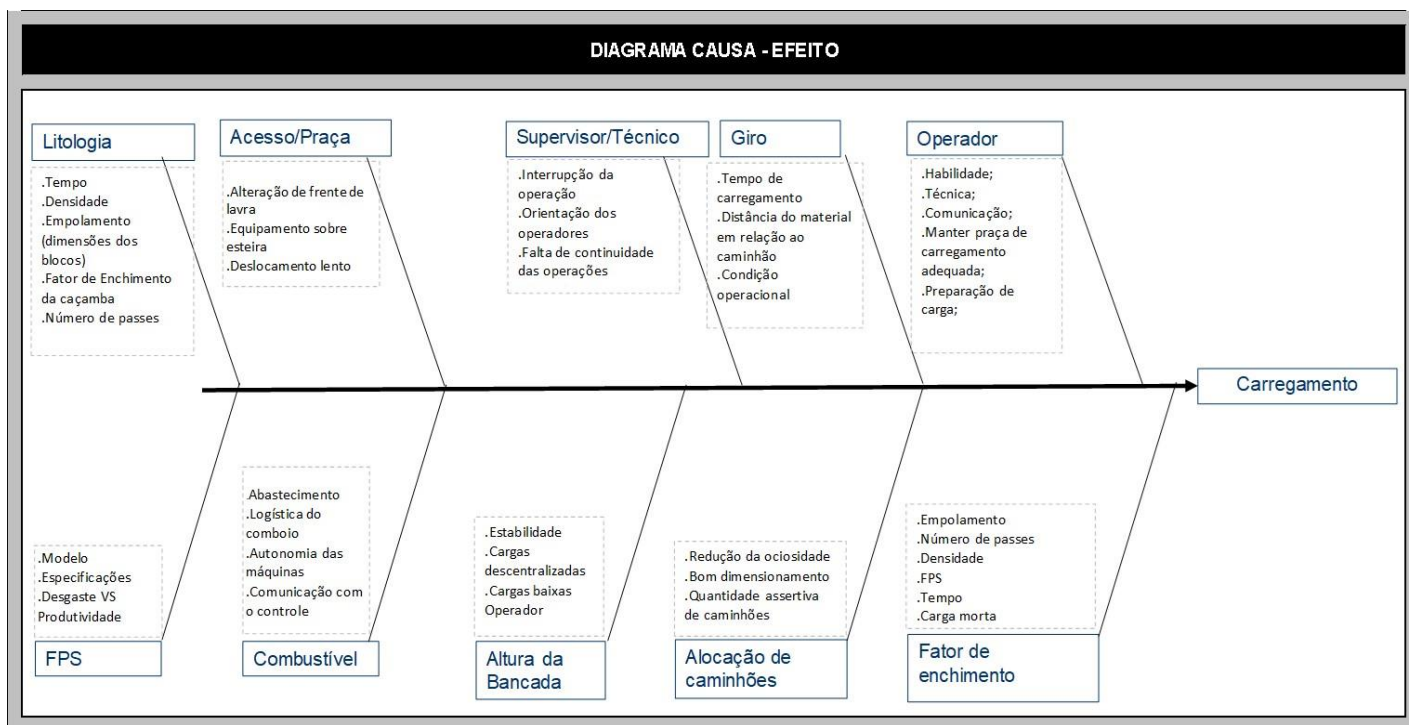 DIAGRAMA CAUSA - EFEITO
Litologia
.Tempo
.Densidade
.Empolamento
(dimensões dos
blocos)
.Fator de Enchimento
da caçamba
.Número de passes
Acesso/Praça
.Alteração de frente de
lavra
.Equipamento sobre
esteira
.Deslocamento lento
Supervisor/Técnico
.Interrupção da
operação
.Orientação dos
operadores
.Falta de continuidade
das operações
Giro
.Tempo de
carregamento
.Distância do material
em relação ao
caminhão
.Condição
operacional
Operador
.Habilidade;
.Técnica;
.Comunicação;
.Manter praça de
carregamento
adequada;
.Preparação de
carga;
Carregamento
.Modelo
.Especificações
.Desgaste VS
Produtividade
FPS
.Abastecimento
.Logística do
comboio
.Autonomia das
máquinas
.Comunicação com
o controle
Combustível
.Estabilidade
.Cargas
descentralizadas
.Cargas baixas
Operador
Altura da
Bancada
.Redução da ociosidade
.Bom dimensionamento
.Quantidade assertiva
de caminhões
Alocação de
caminhões
.Empolamento
.Número de passes
.Densidade
.FPS
.Tempo
.Carga morta
Fator de
enchimento